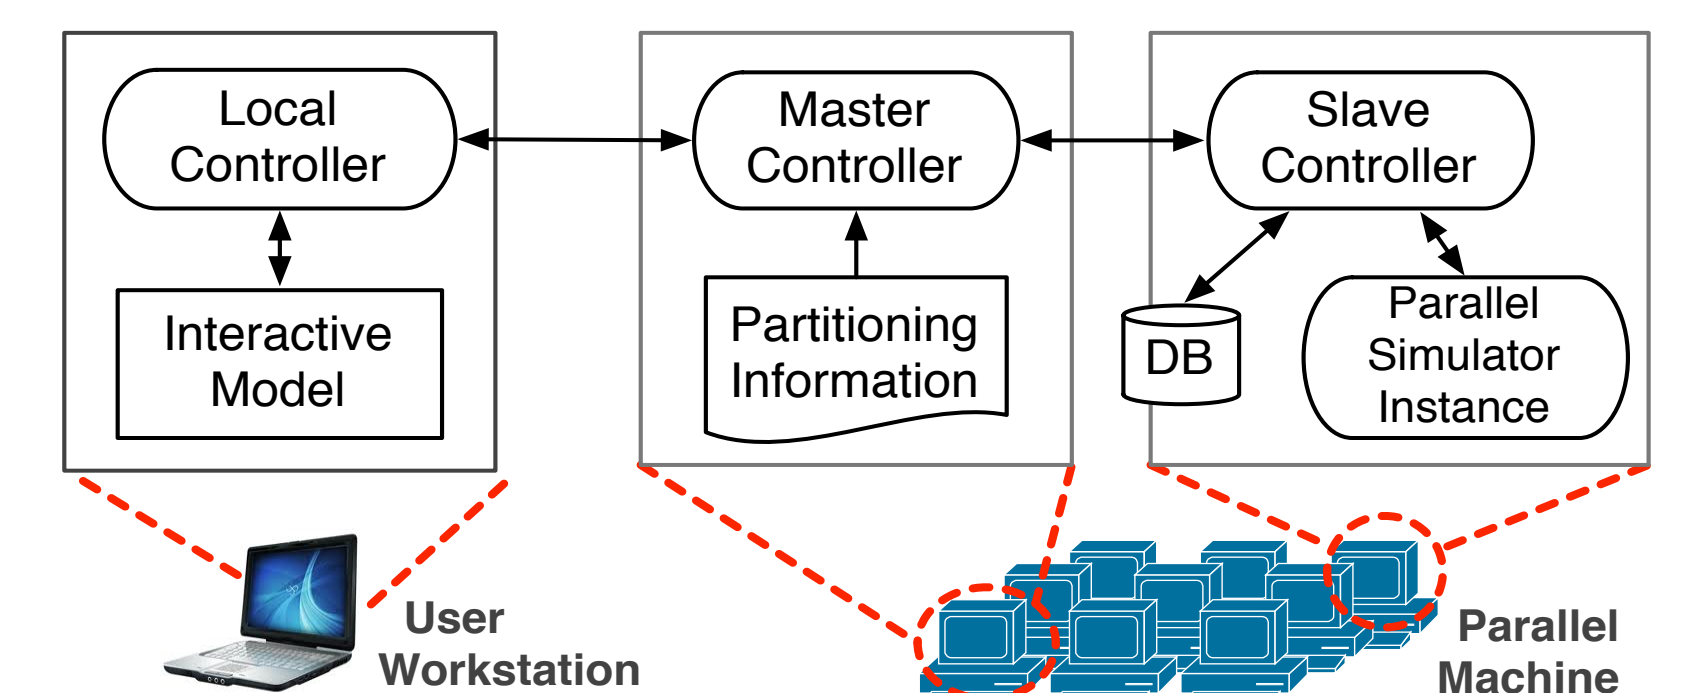 Local
Controller
Master
Controller
Slave
Controller
Interactive
Model
Partitioning
Information
DB
Parallel
Simulator
Instance
User
Workstation
Parallel
Machine